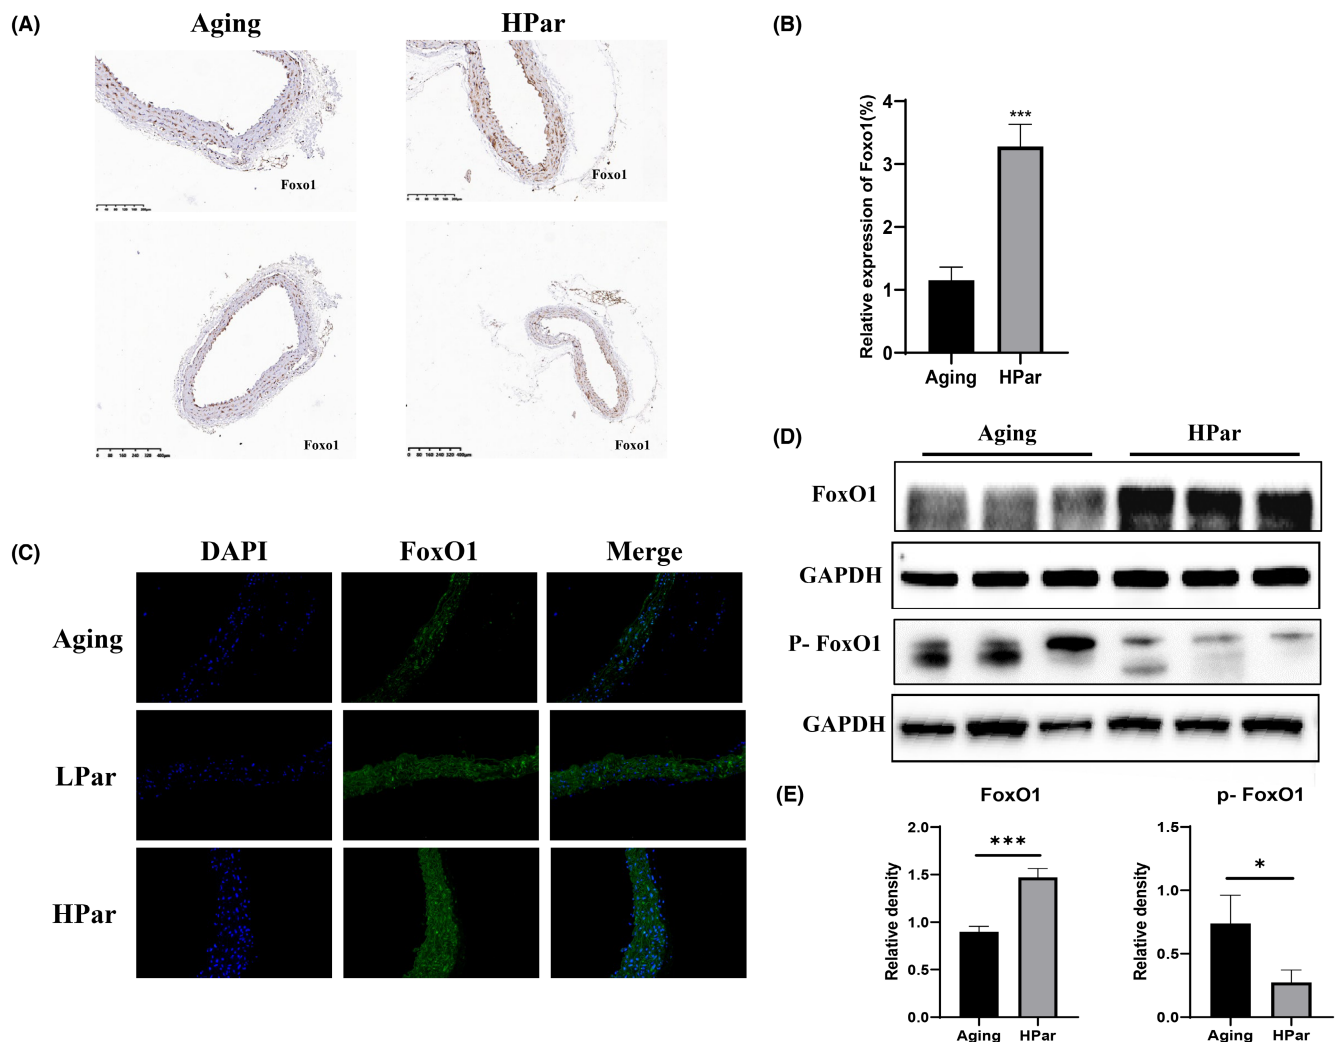 (A)
Aging
HPar
Foxo1
Foxo1
Foxo1
Foxo1
(B)
Relative expression of Foxo1(%)
4
3
2
1
0
***
Aging
HPar
(C)
DAPI
FoxO1
Merge
Aging
LPar
HPar
(D)
Aging
HPar
FoxO1
GAPDH
P- FoxO1
GAPDH
(E)
FoxO1
Relative density
2.0
1.5
1.0
0.5
0.0
***
Aging
HPar
p- FoxO1
Relative density
1.5
1.0
0.5
0.0
*
Aging
HPar